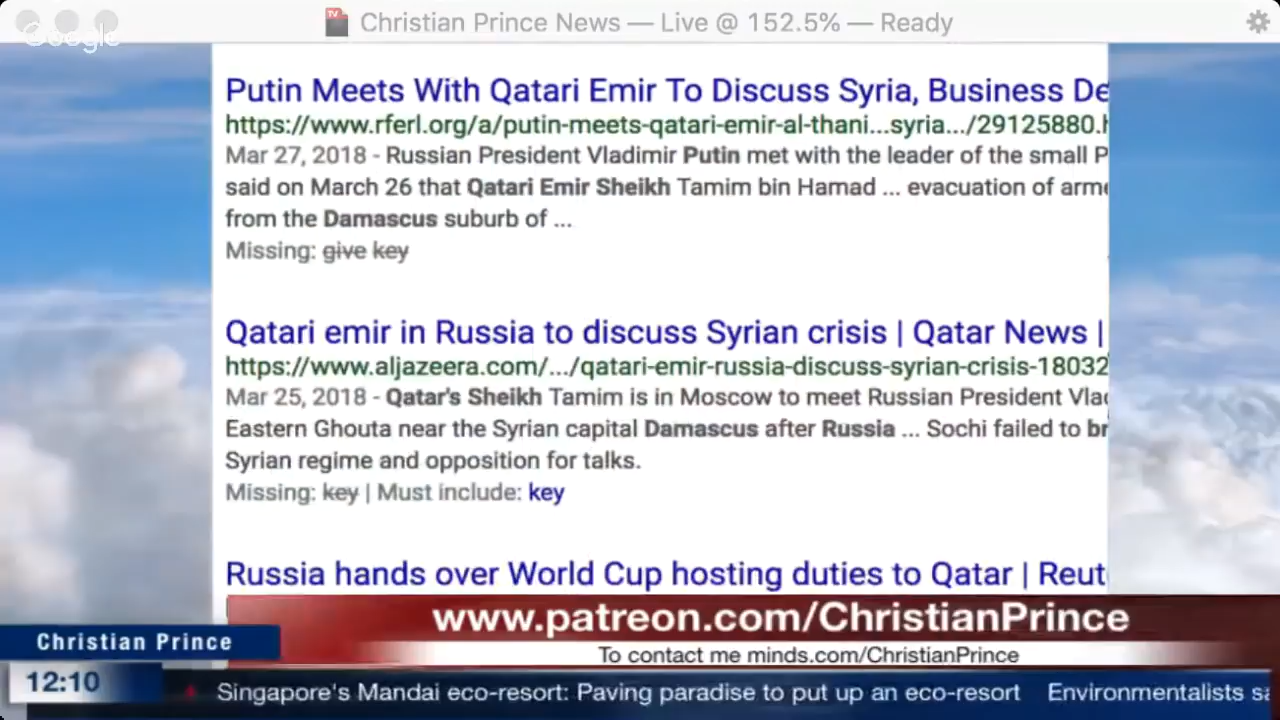 Christian Prince News — Live @ 152.5% — Ready
Google
Putin Meets With Qatari Emir To Discuss Syria, Business De
https://www.rferl.org/a/putin-meets-qatari-emir-al-thani...syria.../29125880.h
Mar 27, 2018 - Russian President Vladimir Putin met with the leader of the small P
said on March 26 that Qatari Emir Sheikh Tamim bin Hamad ... evacuation of arme
from the Damascus suburb of ...
Missing: give key
Qatari emir in Russia to discuss Syrian crisis | Qatar News |
https://www.aljazeera.com/.../qatari-emir-russia-discuss-syrian-crisis-18032
Mar 25, 2018 - Qatar's Sheikh Tamim is in Moscow to meet Russian President Vlad
Eastern Ghouta near the Syrian capital Damascus after Russia ... Sochi failed to br
Syrian regime and opposition for talks.
Missing: key | Must include: key
Russia hands over World Cup hosting duties to Qatar | Reut
www.patreon.com/ChristianPrince
Christian Prince
To contact me minds.com/ChristianPrince
12:10
Singapore's Mandai eco-resort: Paving paradise to put up an eco-resort Environmentalists sa